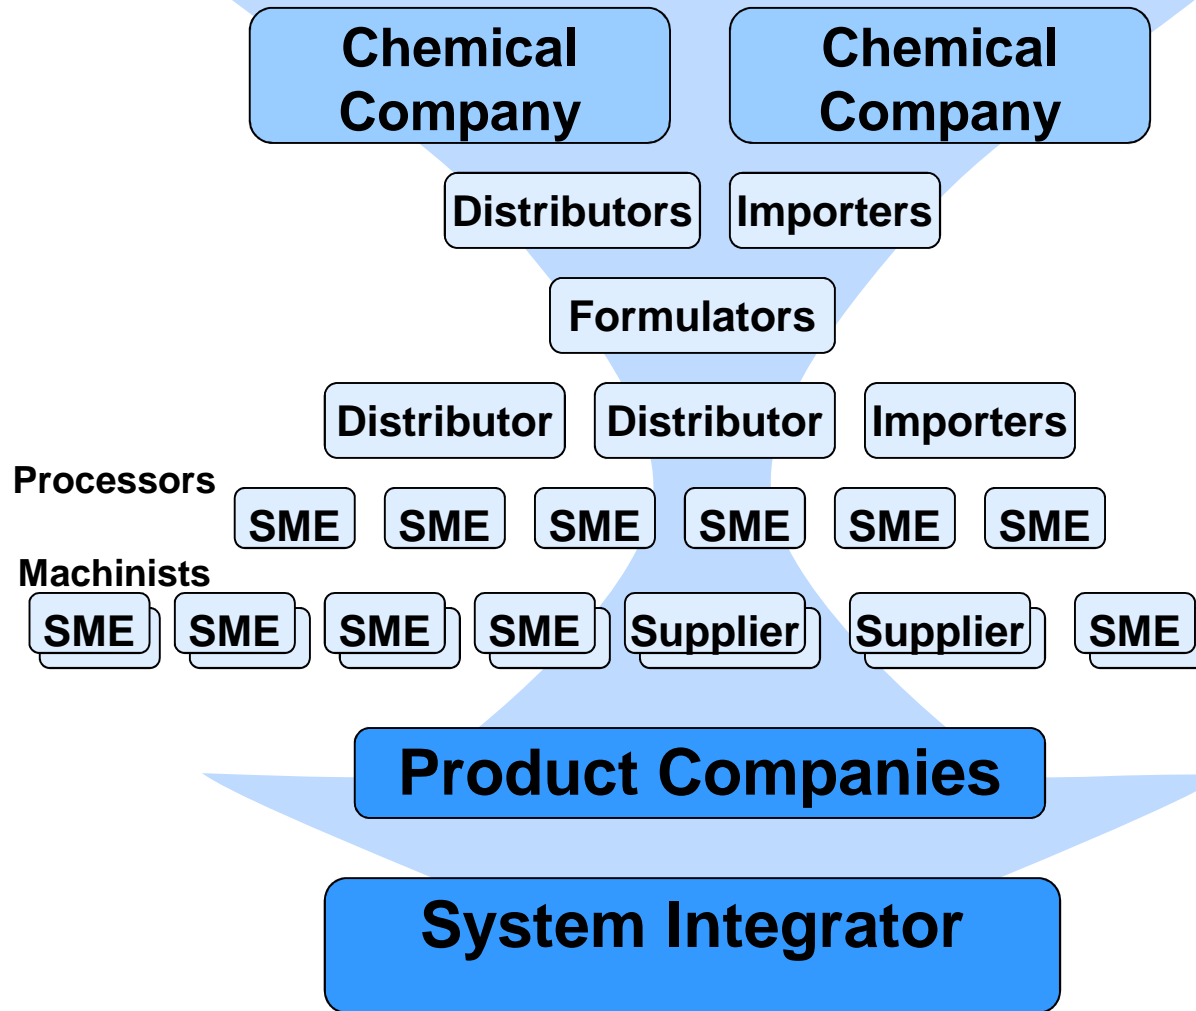 Chemical
Company
Chemical
Company
Distributors
Importers
Formulators
Distributor
Distributor
Importers
Processors
SME
SME
SME
SME
SME
SME
Machinists
SME
SME
SME
SME
Supplier
Supplier
SME
Product Companies
System Integrator